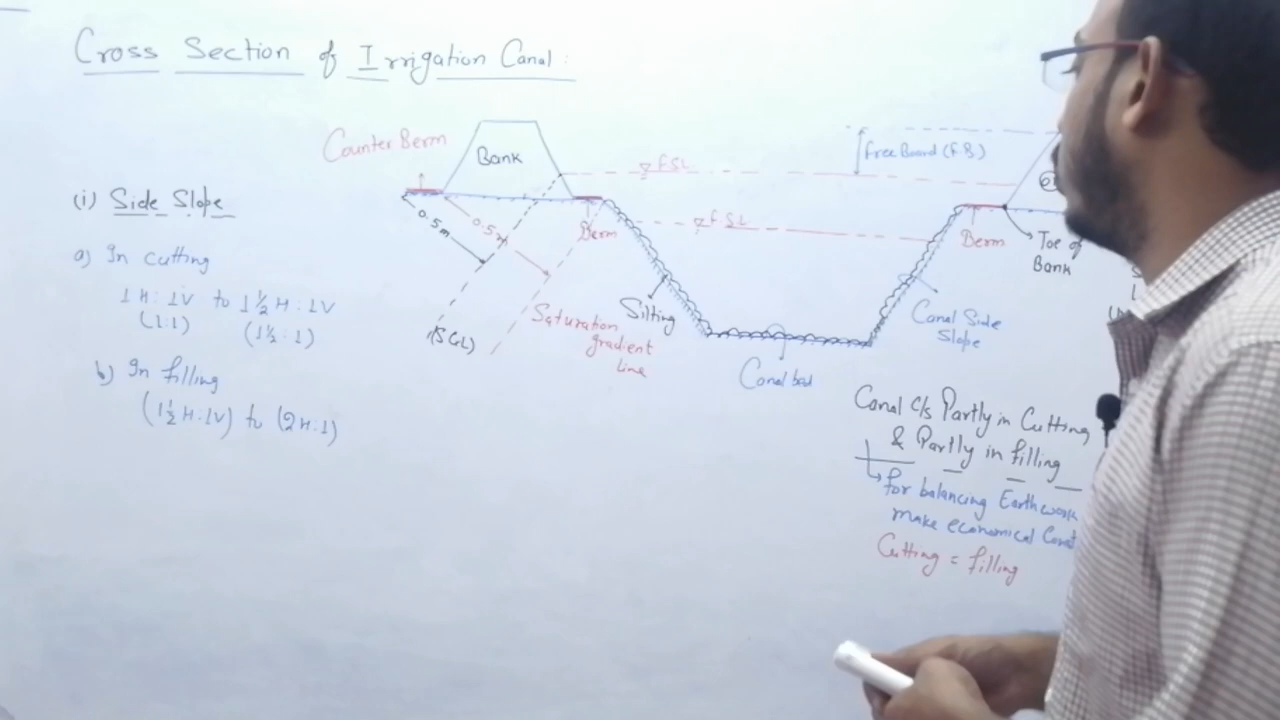 Cross Section of Irrigation Canal :
Counter Berm
Bank
F.S.L
Free Board (F.B.)
(i) Side Slope
0.5m
0.5m
Berm
F.S.L
Berm
Toe of
Bank
a) In cutting
1H:1V to 1½H:1V
(1:1) (1½:1)
Silting
Saturation
gradient
line
(SGL)
Canal Side
Slope
Canal bed
b) In filling
(1½H:1V) to (2H:1)
Canal C/s Partly in Cutting
& Partly in filling
for balancing Earthwork
make economical
Cutting = filling